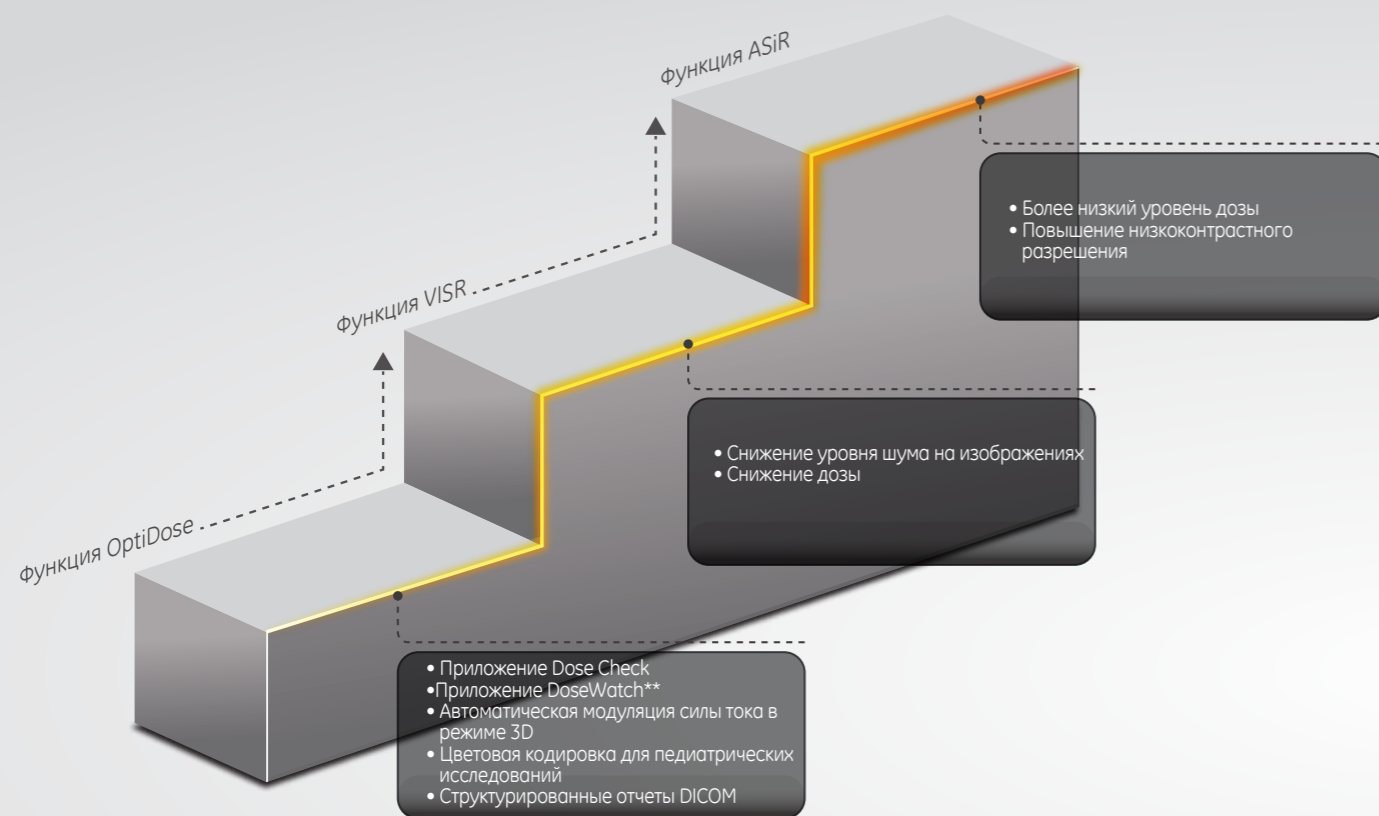 Функция ASiR
• Более низкий уровень дозы
• Повышение низкоконтрастного
разрешения
Функция VISR
• Снижение уровня шума на изображениях
• Снижение дозы
Функция OptiDose
• Приложение Dose Check
•Приложение DoseWatch**
• Автоматическая модуляция силы тока в
режиме 3D
• Цветовая кодировка для педиатрических
исследований
• Структурированные отчеты DICOM